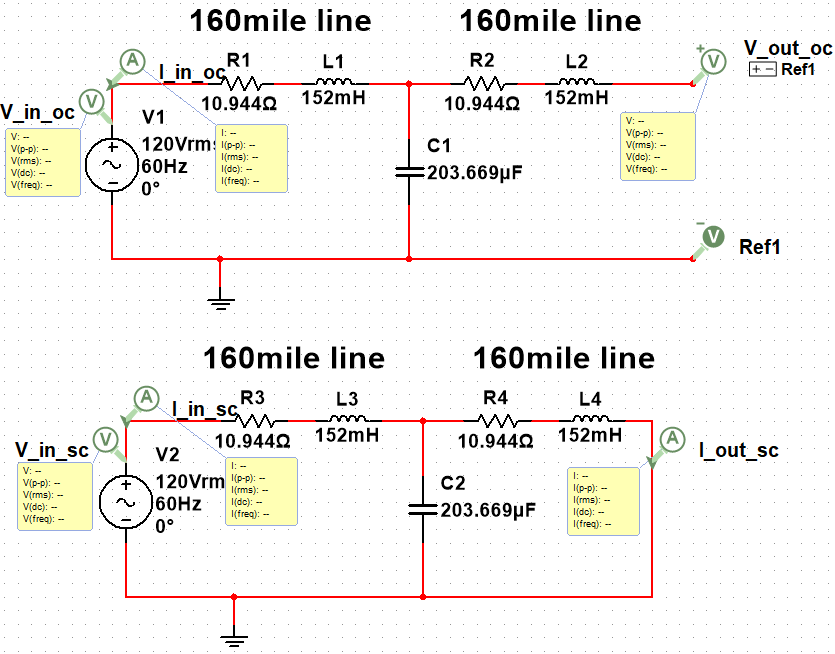 160mile line 160mile line
V_in_oc
V
V: --
V(p-p): --
V(rms): --
V(dc): --
V(freq): --
A
I_in_oc
I: --
I(p-p): --
I(rms): --
I(dc): --
I(freq): --
V1
120Vrms
60Hz
0°
R1
10.944Ω
L1
152mH
C1
203.669µF
R2
10.944Ω
L2
152mH
V_out_oc
Ref1
V
V: --
V(p-p): --
V(rms): --
V(dc): --
V(freq): --
V
Ref1
160mile line 160mile line
V_in_sc
V
V: --
V(p-p): --
V(rms): --
V(dc): --
V(freq): --
A
I_in_sc
I: --
I(p-p): --
I(rms): --
I(dc): --
I(freq): --
V2
120Vrm
60Hz
0°
R3
10.944Ω
L3
152mH
C2
203.669µF
R4
10.944Ω
L4
152mH
A
I_out_sc
I: --
I(p-p): --
I(rms): --
I(dc): --
I(freq): --